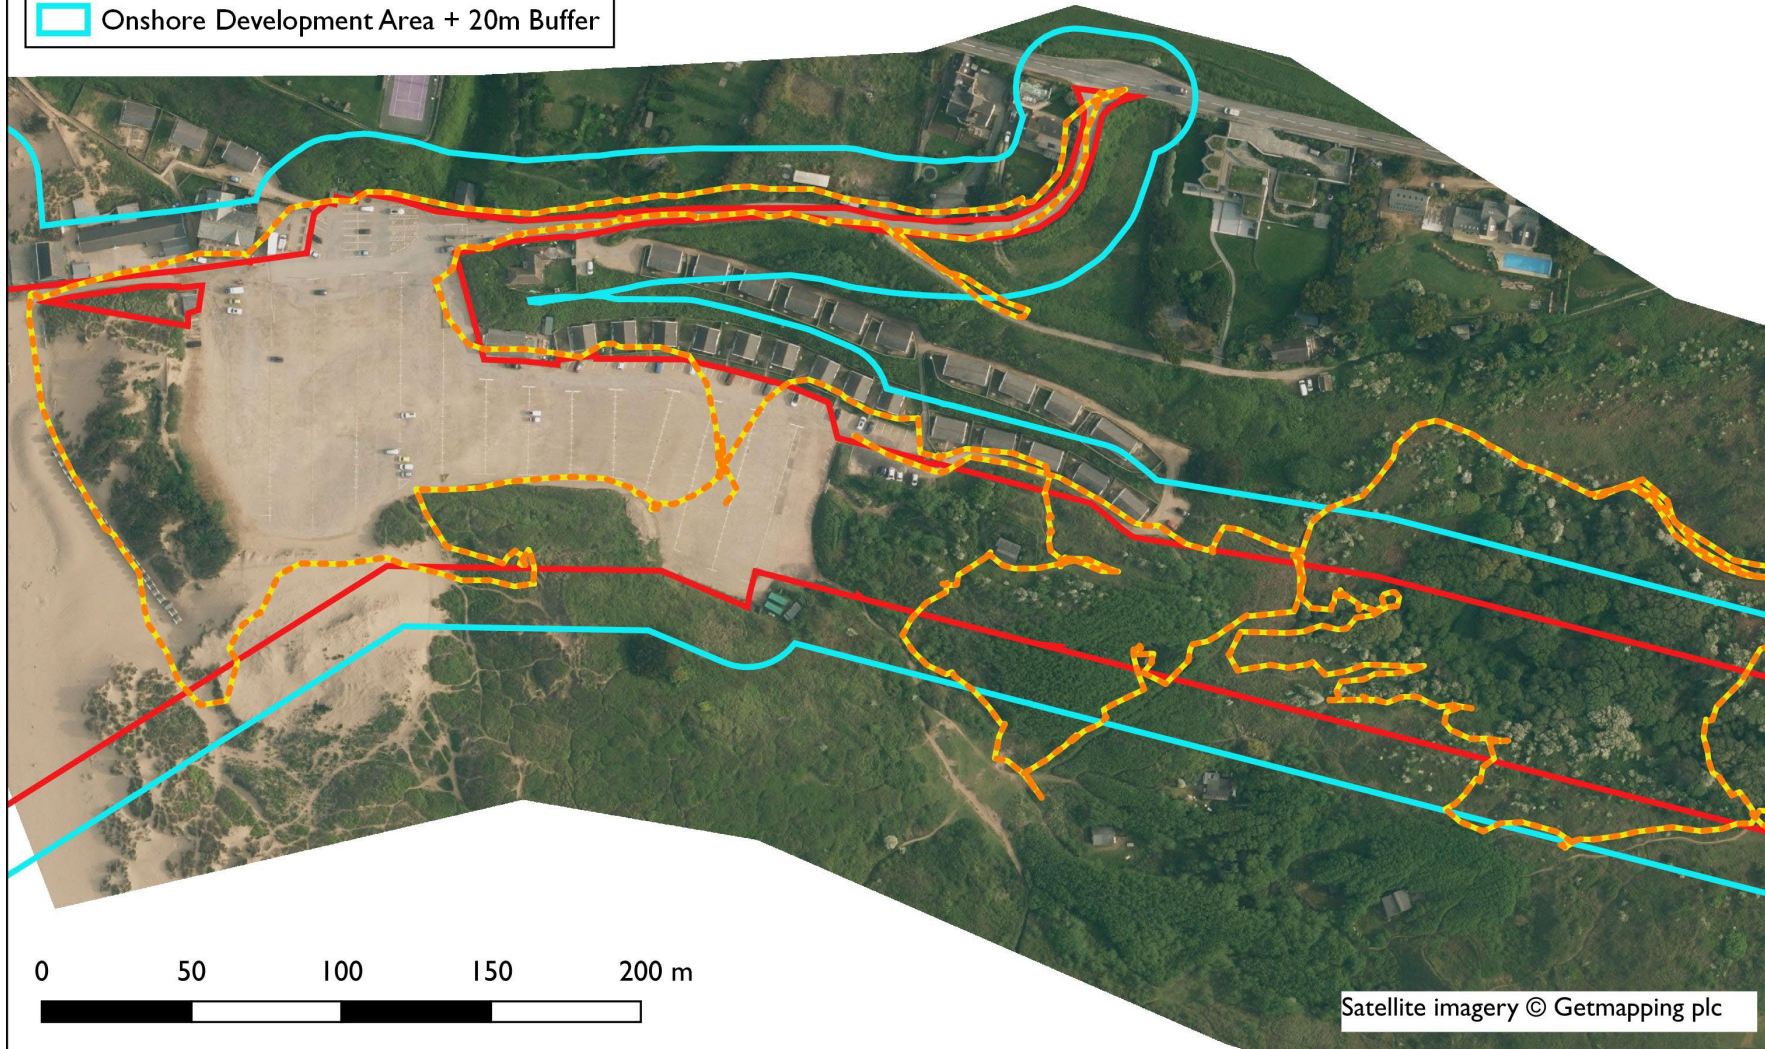 Onshore Development Area + 20m Buffer
0 50 100 150 200 m
Satellite imagery © Getmapping plc